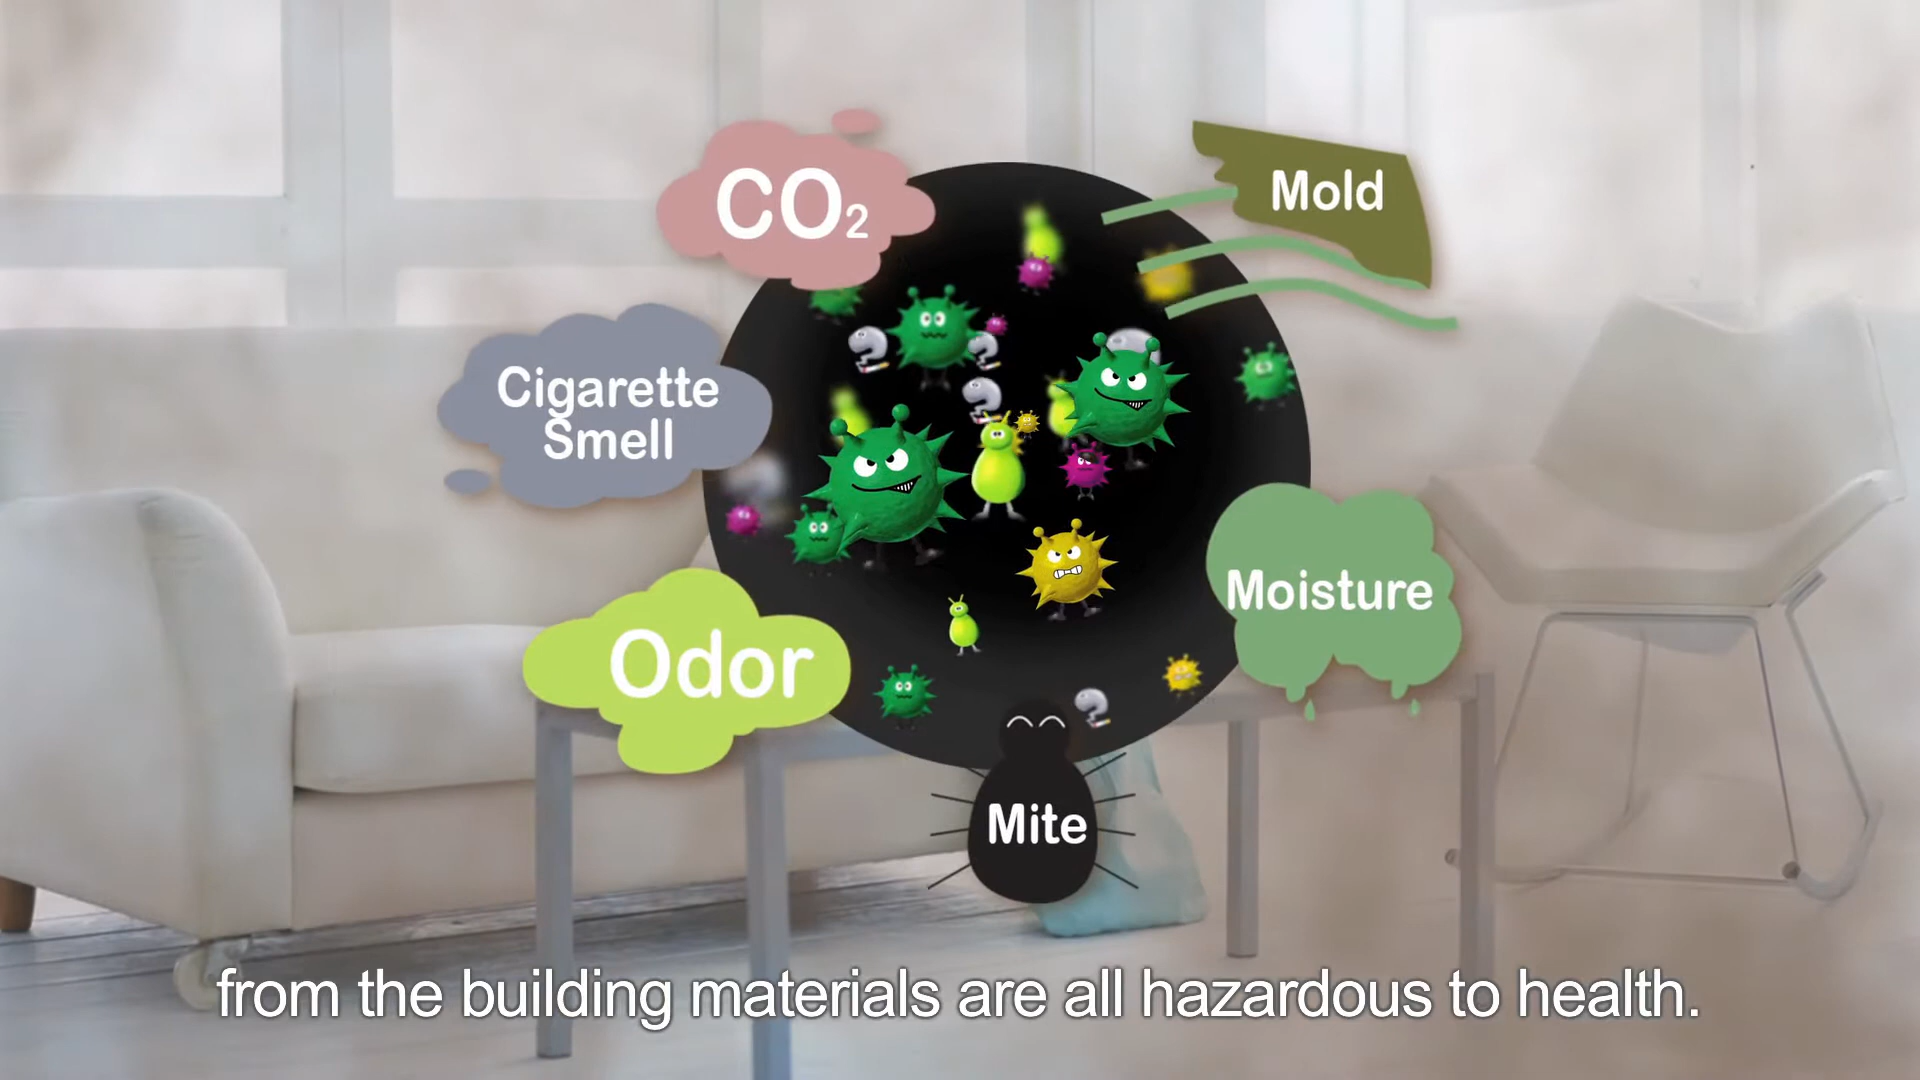 CO₂
Mold
Cigarette
Smell
Moisture
Odor
Mite
from the building materials are all hazardous to health.